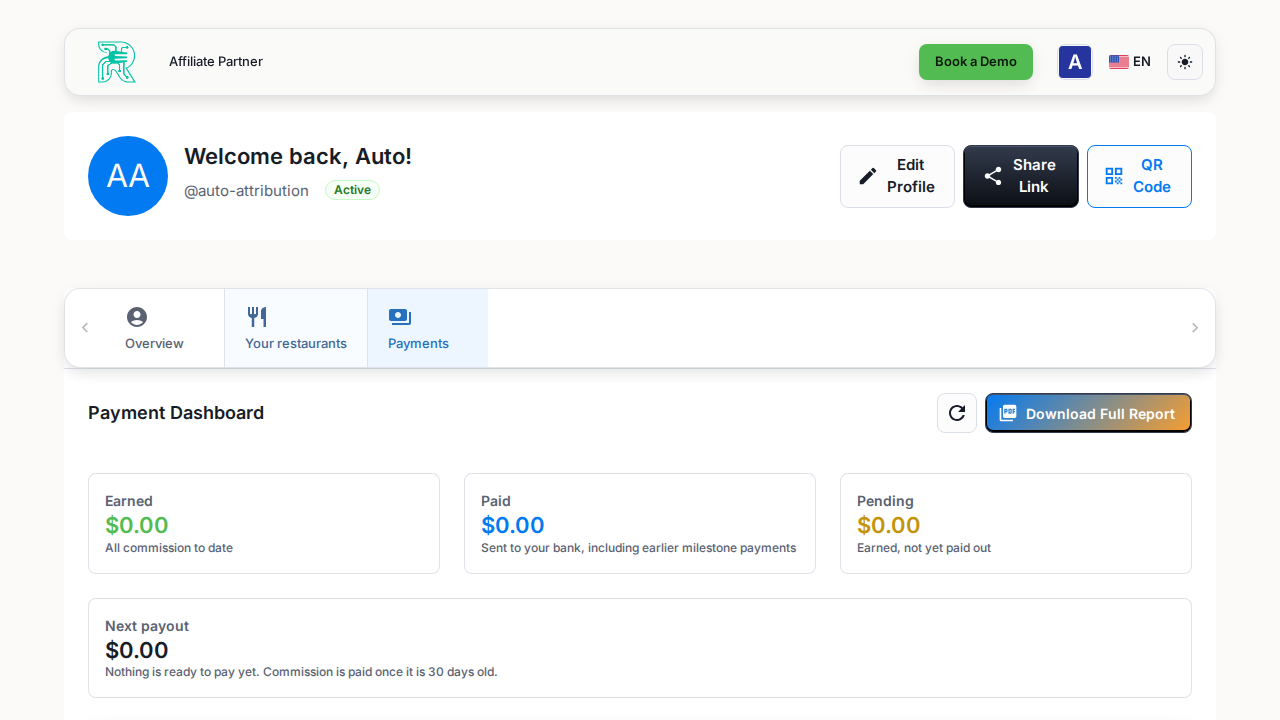 Affiliate Partner
Book a Demo
A
EN
AA
Welcome back, Auto!
@auto-attribution
Active
Edit
Profile
Share
Link
QR
Code
Overview
Your restaurants
Payments
Payment Dashboard
PDF
Download Full Report
Earned
$0.00
All commission to date
Paid
$0.00
Sent to your bank, including earlier milestone payments
Pending
$0.00
Earned, not yet paid out
Next payout
$0.00
Nothing is ready to pay yet. Commission is paid once it is 30 days old.